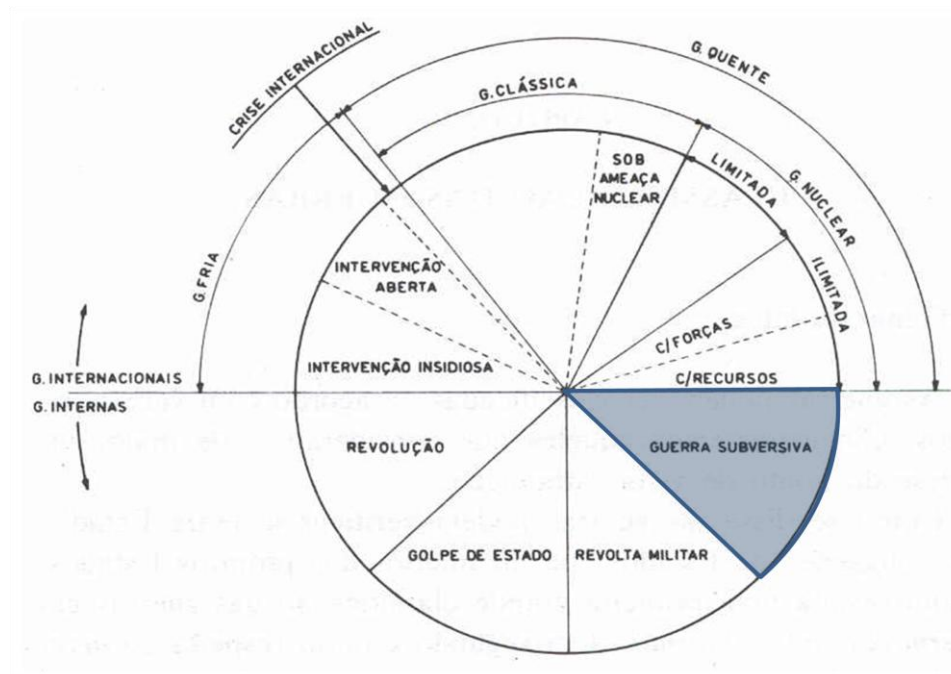 CRISE INTERNACIONAL
G. QUENTE
G. CLÁSSICA
SOB
AMEAÇA
NUCLEAR
LIMITADA
G. NUCLEAR
ILIMITADA
G. FRIA
INTERVENÇÃO
ABERTA
C/FORÇAS
INTERVENÇÃO INSIDIOSA
C/RECURSOS
G. INTERNACIONAIS
G. INTERNAS
REVOLUÇÃO
GUERRA SUBVERSIVA
GOLPE DE ESTADO
REVOLTA MILITAR